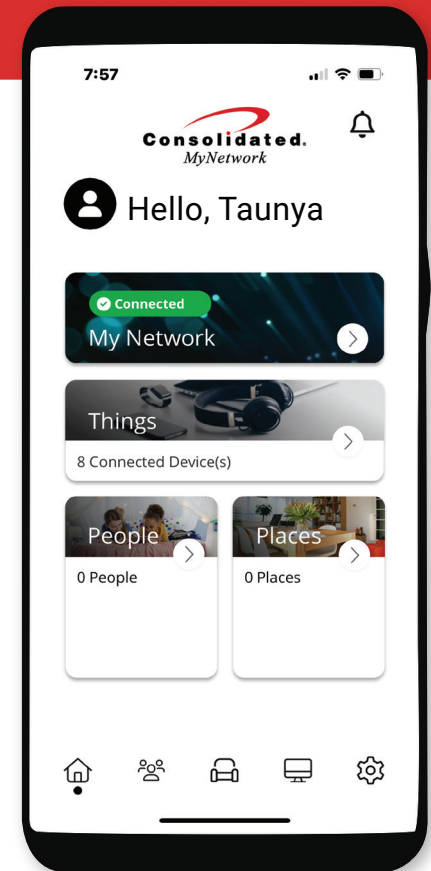 7:57
Consolidated.
MyNetwork
Hello, Taunya
Connected
My Network
Things
8 Connected Device(s)
People
Places
0 People
0 Places